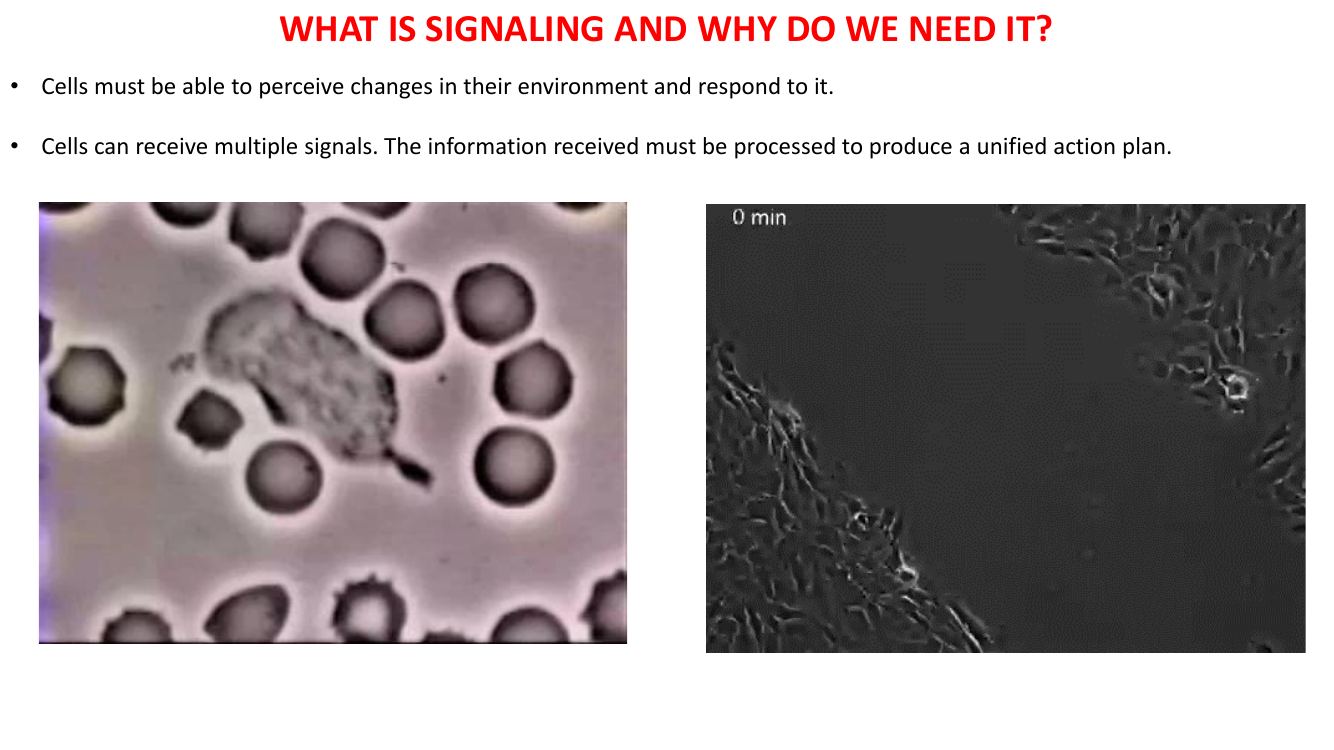 WHAT IS SIGNALING AND WHY DO WE NEED IT?
• Cells must be able to perceive changes in their environment and respond to it.
• Cells can receive multiple signals. The information received must be processed to produce a unified action plan.
0 min